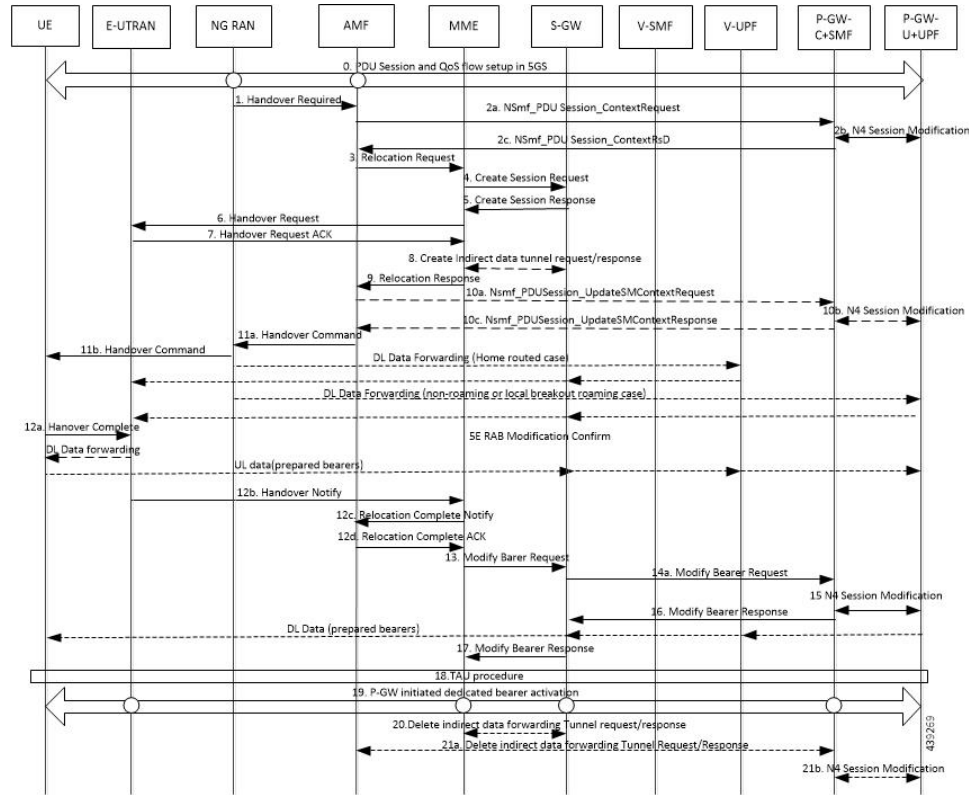 UE
E-UTRAN
NG RAN
AMF
MME
S-GW
V-SMF
V-UPF
P-GW-
C+SMF
P-GW-
U+UPF
0. PDU Session and QoS flow setup in 5GS
1. Handover Required
2a. NSmf_PDU Session_ContextRequest
2b. N4 Session Modification
2c. NSmf_PDU Session_ContextRsD
3. Relocation Request
4. Create Session Request
5. Create Session Response
6. Handover Request
7. Handover Request ACK
8. Create Indirect data tunnel request/response
9. Relocation Response
10a. Nsmf_PDUSession_UpdateSMContextRequest
10b. N4 Session Modification
10c. Nsmf_PDUSession_UpdateSMContextResponse
11a. Handover Command
11b. Handover Command
DL Data Forwarding (Home routed case)
DL Data Forwarding (non-roaming or local breakout roaming case)
12a. Hanover Complete
5E RAB Modification Confirm
DL Data forwarding
UL data(prepared bearers)
12b. Handover Notify
12c. Relocation Complete Notify
12d. Relocation Complete ACK
13. Modify Barer Request
14a. Modify Bearer Request
15 N4 Session Modification
16. Modify Bearer Response
DL Data (prepared bearers)
17. Modify Bearer Response
18.TAU procedure
19. P-GW initiated dedicated bearer activation
20.Delete indirect data forwarding Tunnel request/response
21a. Delete indirect data forwarding Tunnel Request/Response
21b. N4 Session Modification
439269